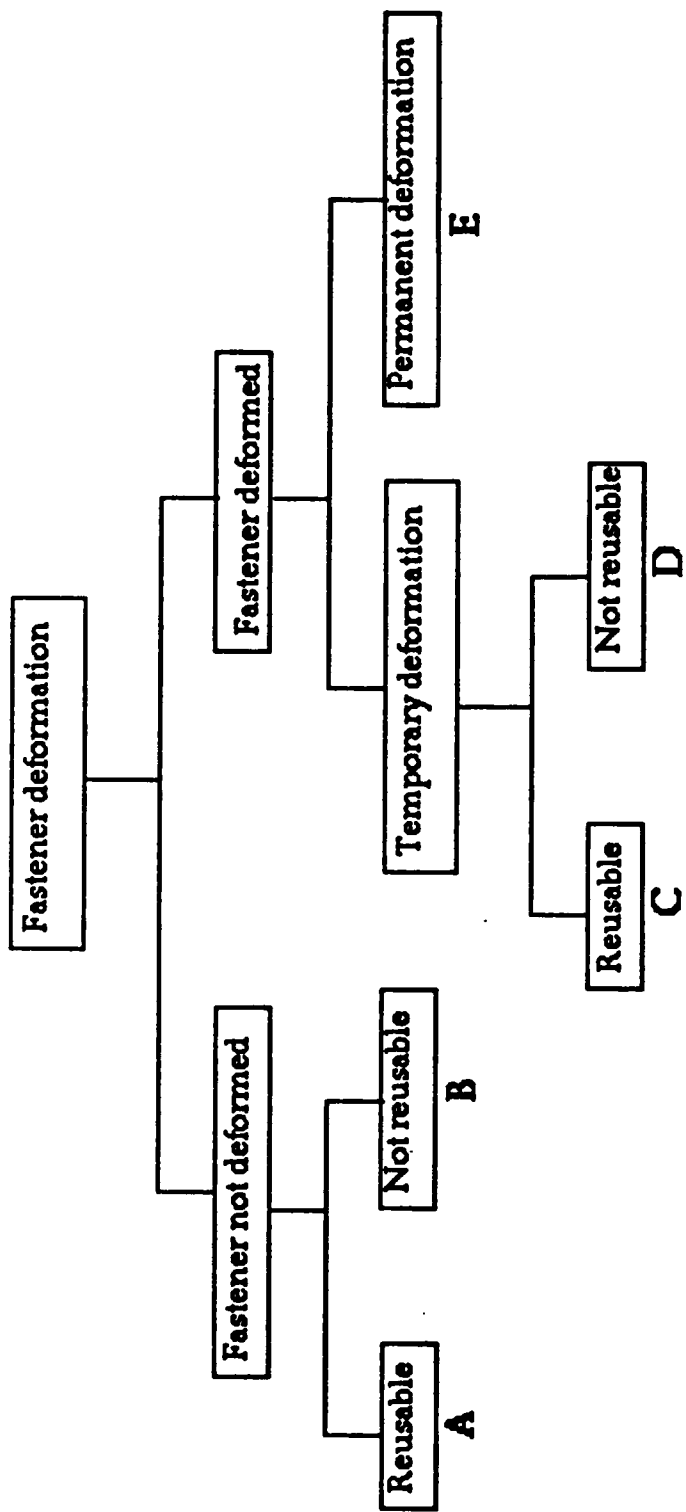 Fastener deformation
Fastener not deformed
Fastener deformed
Reusable
Not reusable
Temporary deformation
Permanent deformation
A
B
E
Reusable
Not reusable
C
D